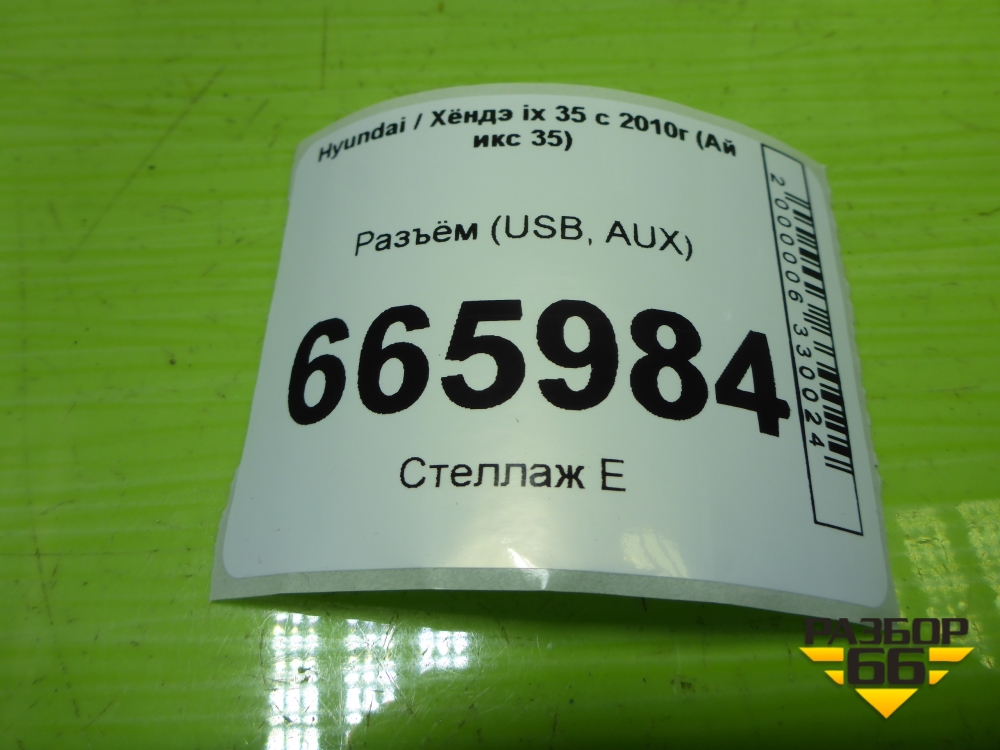 Hyundai / Хёндэ ix 35 с 2010г (Ай
икс 35)
Разъём (USB, AUX)
665984
Стеллаж Е
2000006330024
РАЗБОР
66